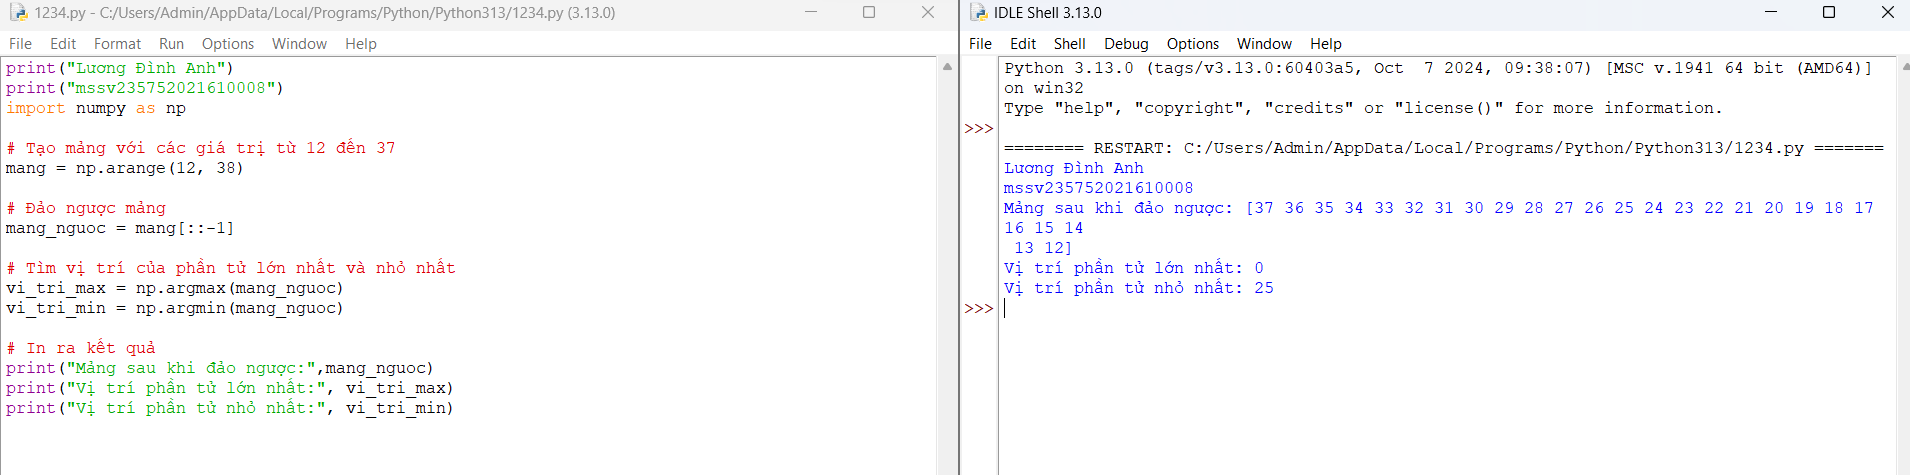 1234.py - C:/Users/Admin/AppData/Local/Programs/Python/Python313/1234.py (3.13.0)
File Edit Format Run Options Window Help
print("Lương Đình Anh")
print("mssv235752021610008")
import numpy as np
# Tạo mảng với các giá trị từ 12 đến 37
mang = np.arange(12, 38)
# Đảo ngược mảng
mang_nguoc = mang[::-1]
# Tìm vị trí của phần tử lớn nhất và nhỏ nhất
vi_tri_max = np.argmax(mang_nguoc)
vi_tri_min = np.argmin(mang_nguoc)
# In ra kết quả
print("Mảng sau khi đảo ngược:",mang_nguoc)
print("Vị trí phần tử lớn nhất:", vi_tri_max)
print("Vị trí phần tử nhỏ nhất:", vi_tri_min)
IDLE Shell 3.13.0
File Edit Shell Debug Options Window Help
Python 3.13.0 (tags/v3.13.0:60403a5, Oct  7 2024, 09:38:07) [MSC v.1941 64 bit (AMD64)]
on win32
Type "help", "copyright", "credits" or "license()" for more information.
>>>
======== RESTART: C:/Users/Admin/AppData/Local/Programs/Python/Python313/1234.py =======
Lương Đình Anh
mssv235752021610008
Mảng sau khi đảo ngược: [37 36 35 34 33 32 31 30 29 28 27 26 25 24 23 22 21 20 19 18 17
16 15 14
 13 12]
Vị trí phần tử lớn nhất: 0
Vị trí phần tử nhỏ nhất: 25
>>>